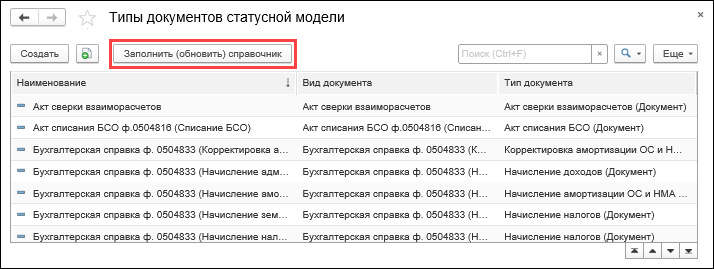 Типы документов статусной модели
Создать Заполнить (обновить) справочник Поиск (Ctrl+F) × Еще
Наименование ↓ Вид документа Тип документа
Акт сверки взаиморасчетов Акт сверки взаиморасчетов Акт сверки взаиморасчетов (Документ)
Акт списания БСО ф.0504816 (Списание БСО) Акт списания БСО ф.0504816 (Списан... Акт списания БСО (Документ)
Бухгалтерская справка ф. 0504833 (Корректировка а... Бухгалтерская справка ф. 0504833 (К... Корректировка амортизации ОС и Н...
Бухгалтерская справка ф. 0504833 (Начисление адм... Бухгалтерская справка ф. 0504833 (Н... Начисление доходов (Документ)
Бухгалтерская справка ф. 0504833 (Начисление амо... Бухгалтерская справка ф. 0504833 (Н... Начисление амортизации ОС и НМА ...
Бухгалтерская справка ф. 0504833 (Начисление зем... Бухгалтерская справка ф. 0504833 (Н... Начисление налогов (Документ)
Бухгалтерская справка ф. 0504833 (Начисление нал... Бухгалтерская справка ф. 0504833 (Н... Начисление налогов (Документ)